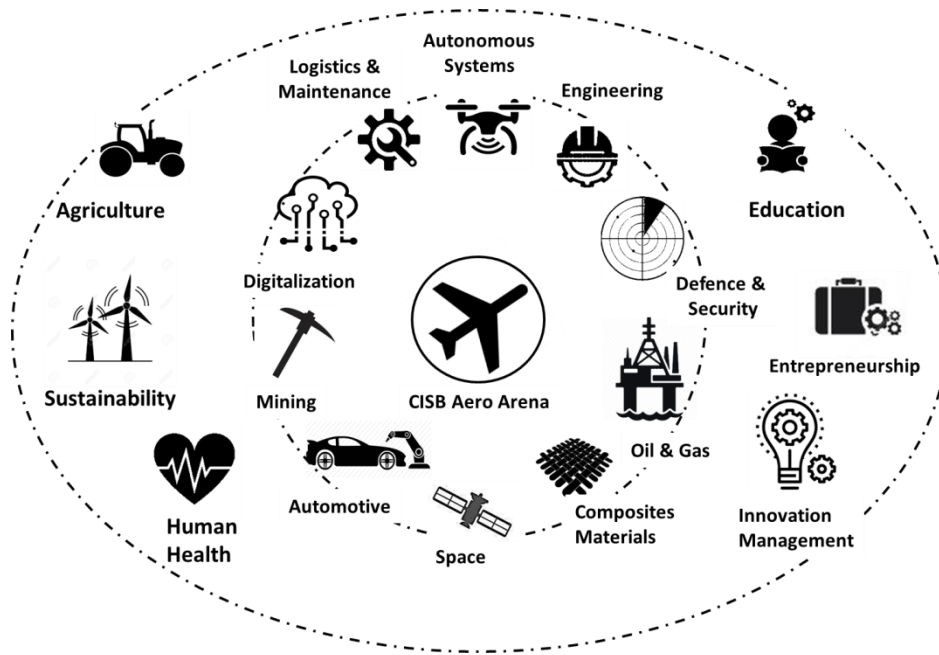 Autonomous
Systems
Logistics &
Maintenance
Engineering
Agriculture
Education
Digitalization
Defence &
Security
Sustainability
Mining
CISB Aero Arena
Entrepreneurship
Oil & Gas
Automotive
Composites
Materials
Innovation
Management
Human
Health
Space